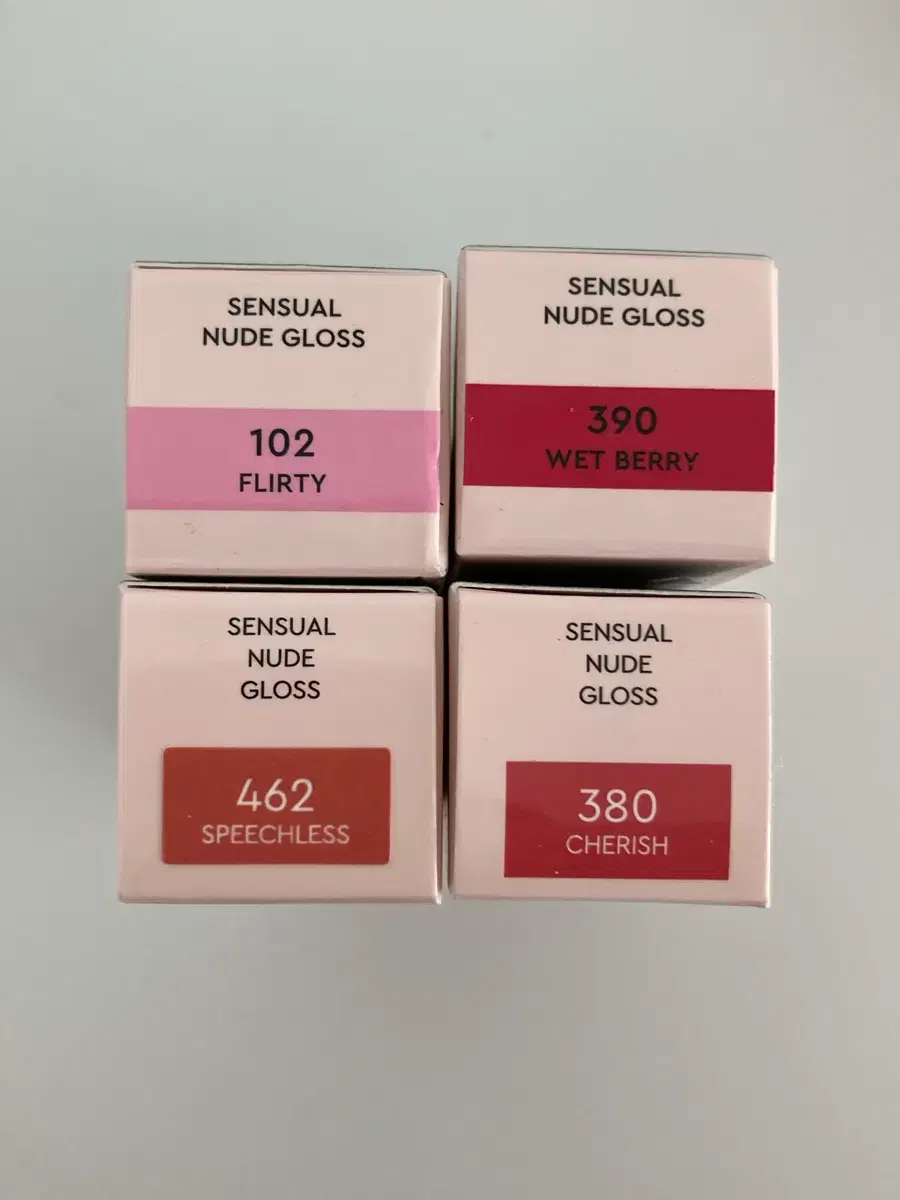 SENSUAL
NUDE GLOSS
102
FLIRTY
SENSUAL
NUDE GLOSS
390
WET BERRY
SENSUAL
NUDE
GLOSS
462
SPEECHLESS
SENSUAL
NUDE
GLOSS
380
CHERISH